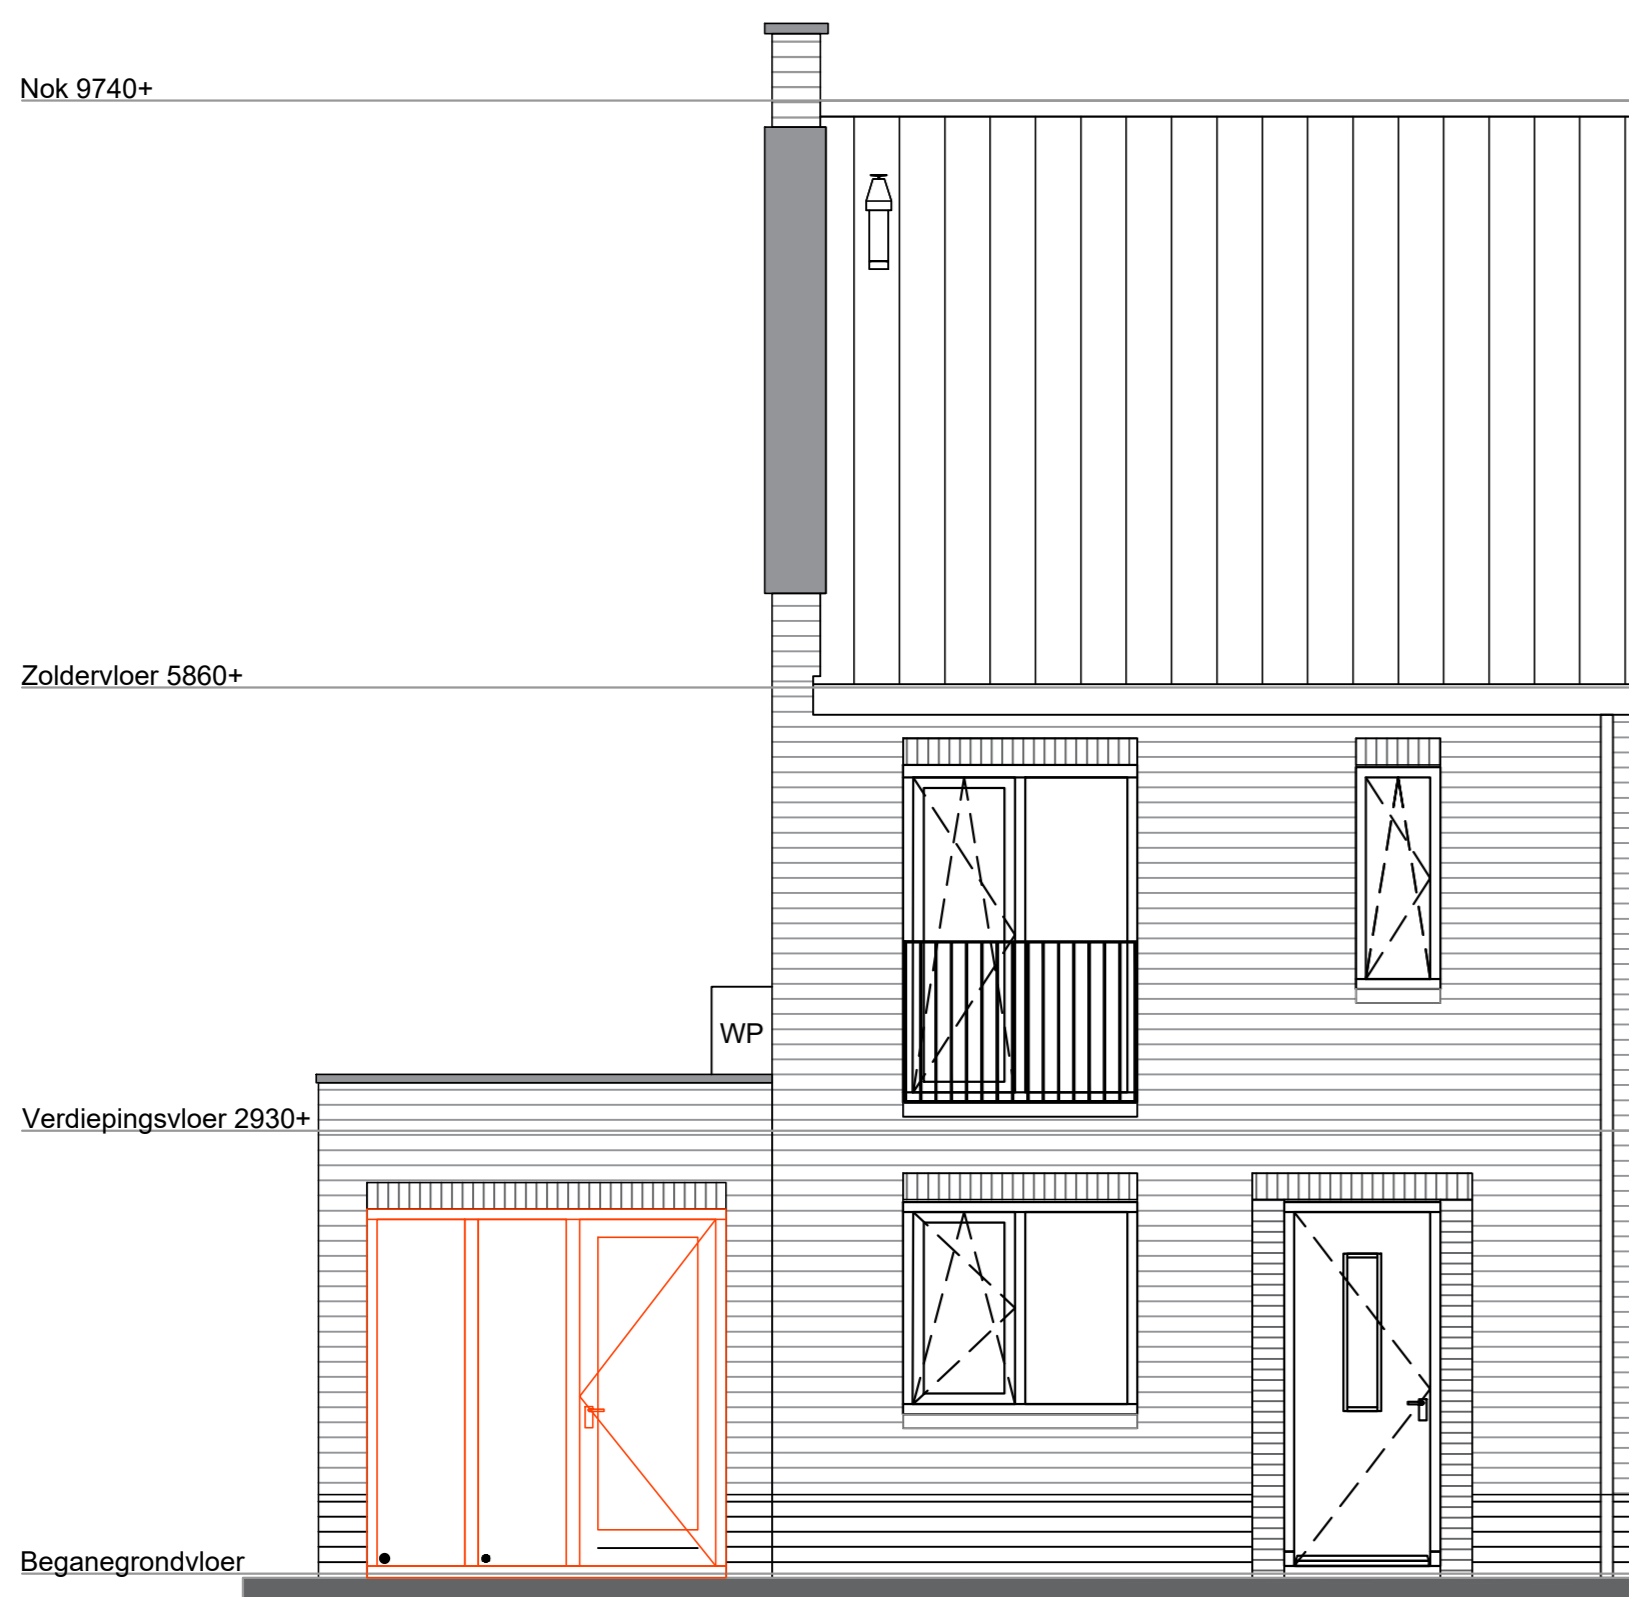 Nok 9740+
Zoldervloer 5860+
WP
Verdiepingsvloer 2930+
Beganegrondvloer